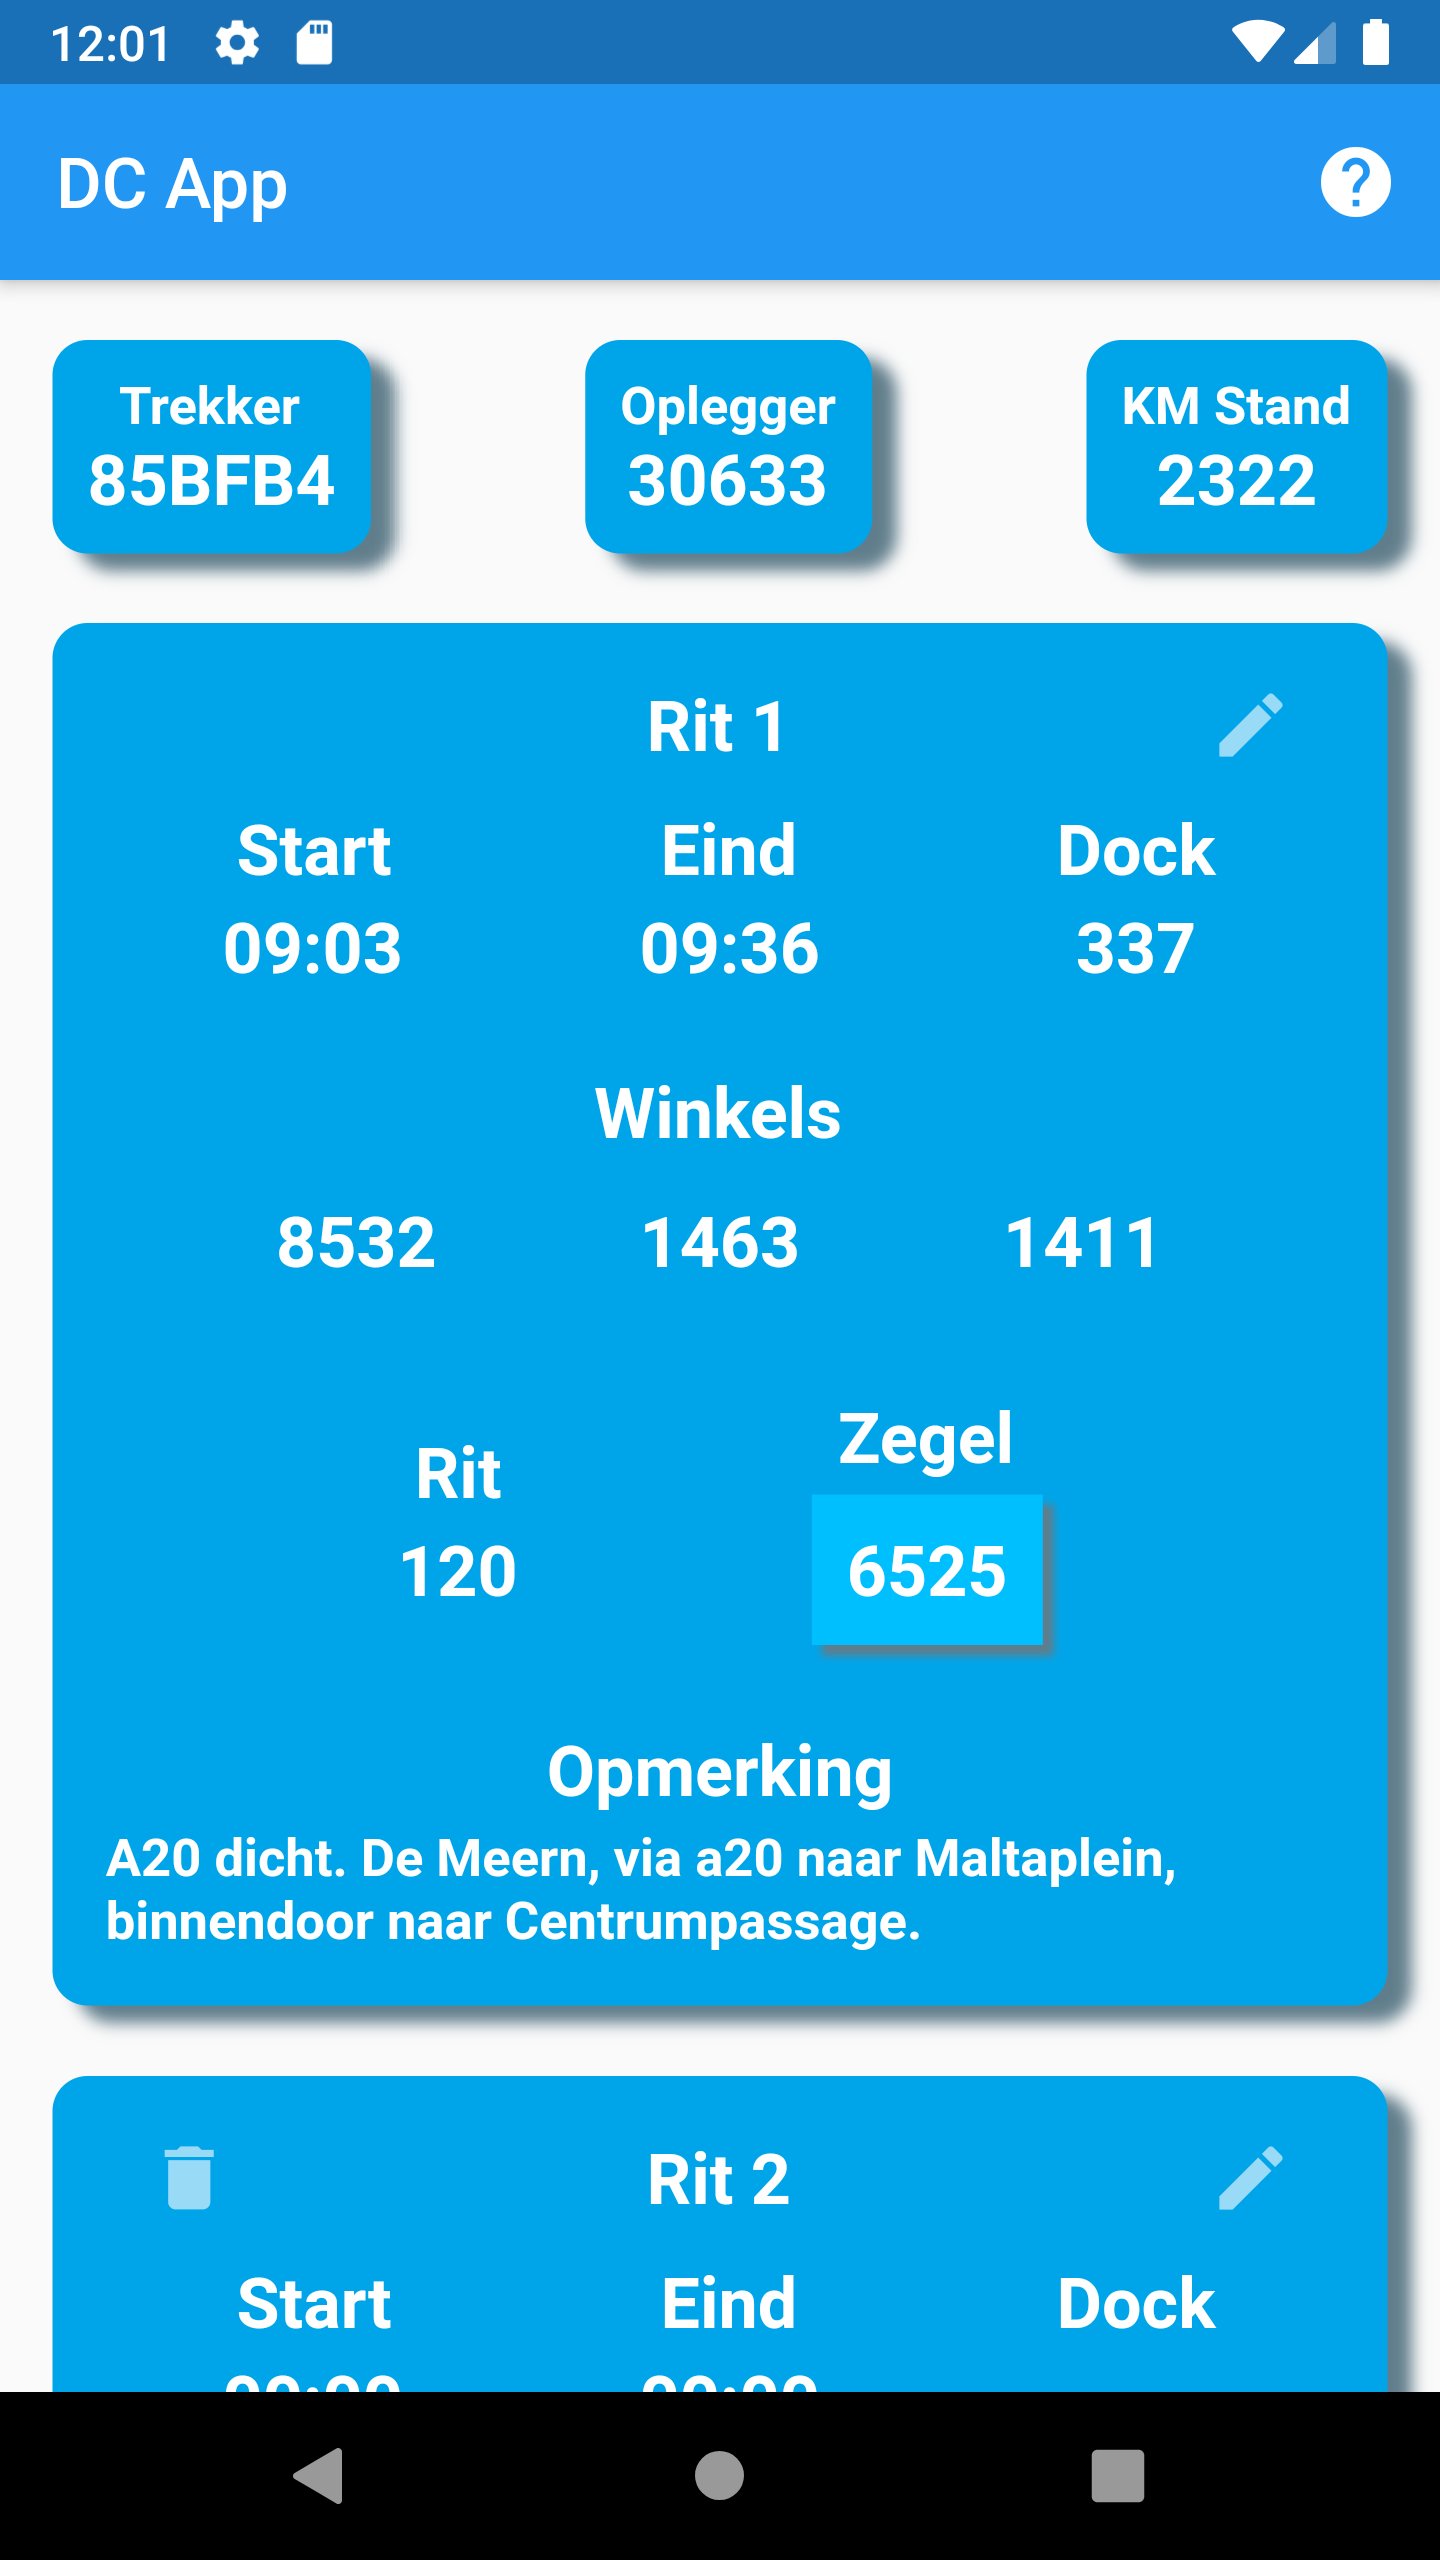 12:01
DC App
Trekker Oplegger KM Stand
85BFB4 30633 2322
Rit 1
Start Eind Dock
09:03 09:36 337
Winkels
8532 1463 1411
Rit Zegel
120 6525
Opmerking
A20 dicht. De Meern, via a20 naar Maltaplein,
binnendoor naar Centrumpassage.
Rit 2
Start Eind Dock